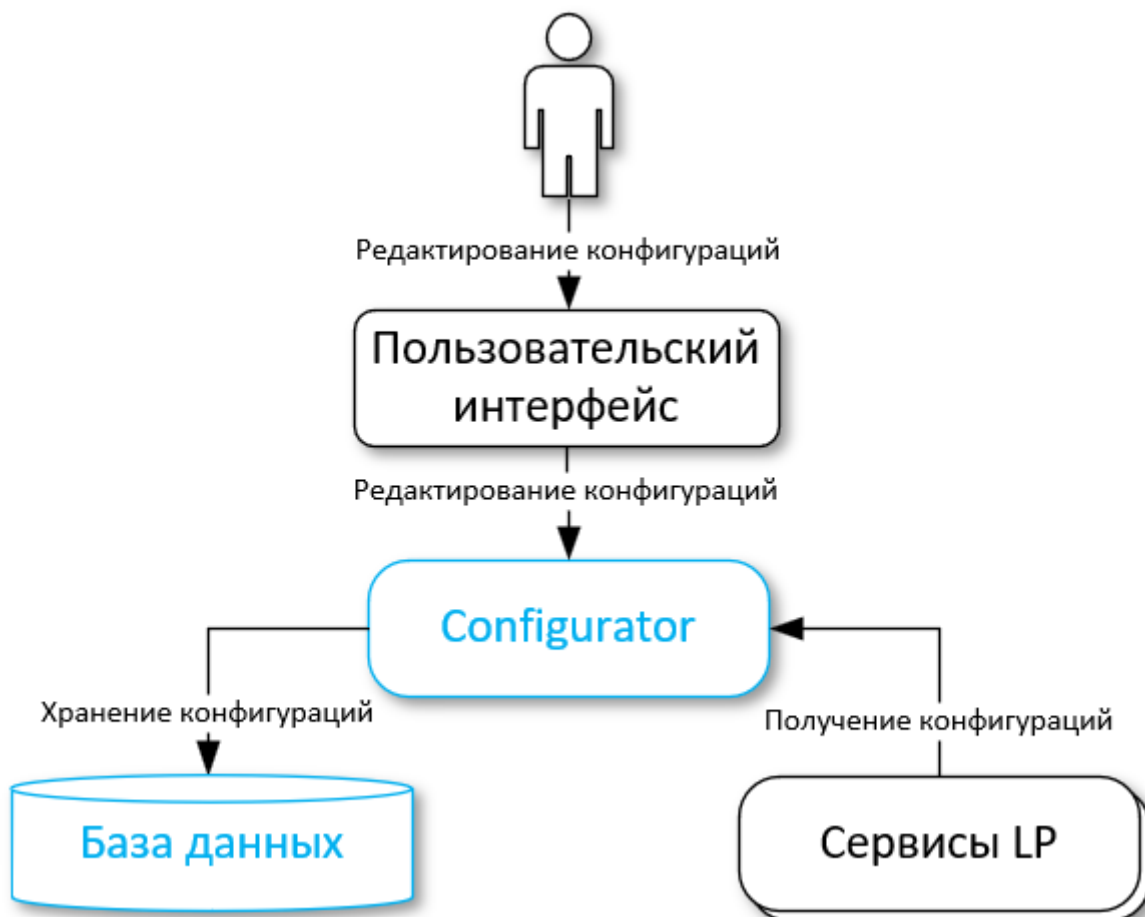 Редактирование конфигураций
Пользовательский
интерфейс
Редактирование конфигураций
Configurator
Хранение конфигураций
Получение конфигураций
База данных
Сервисы LP